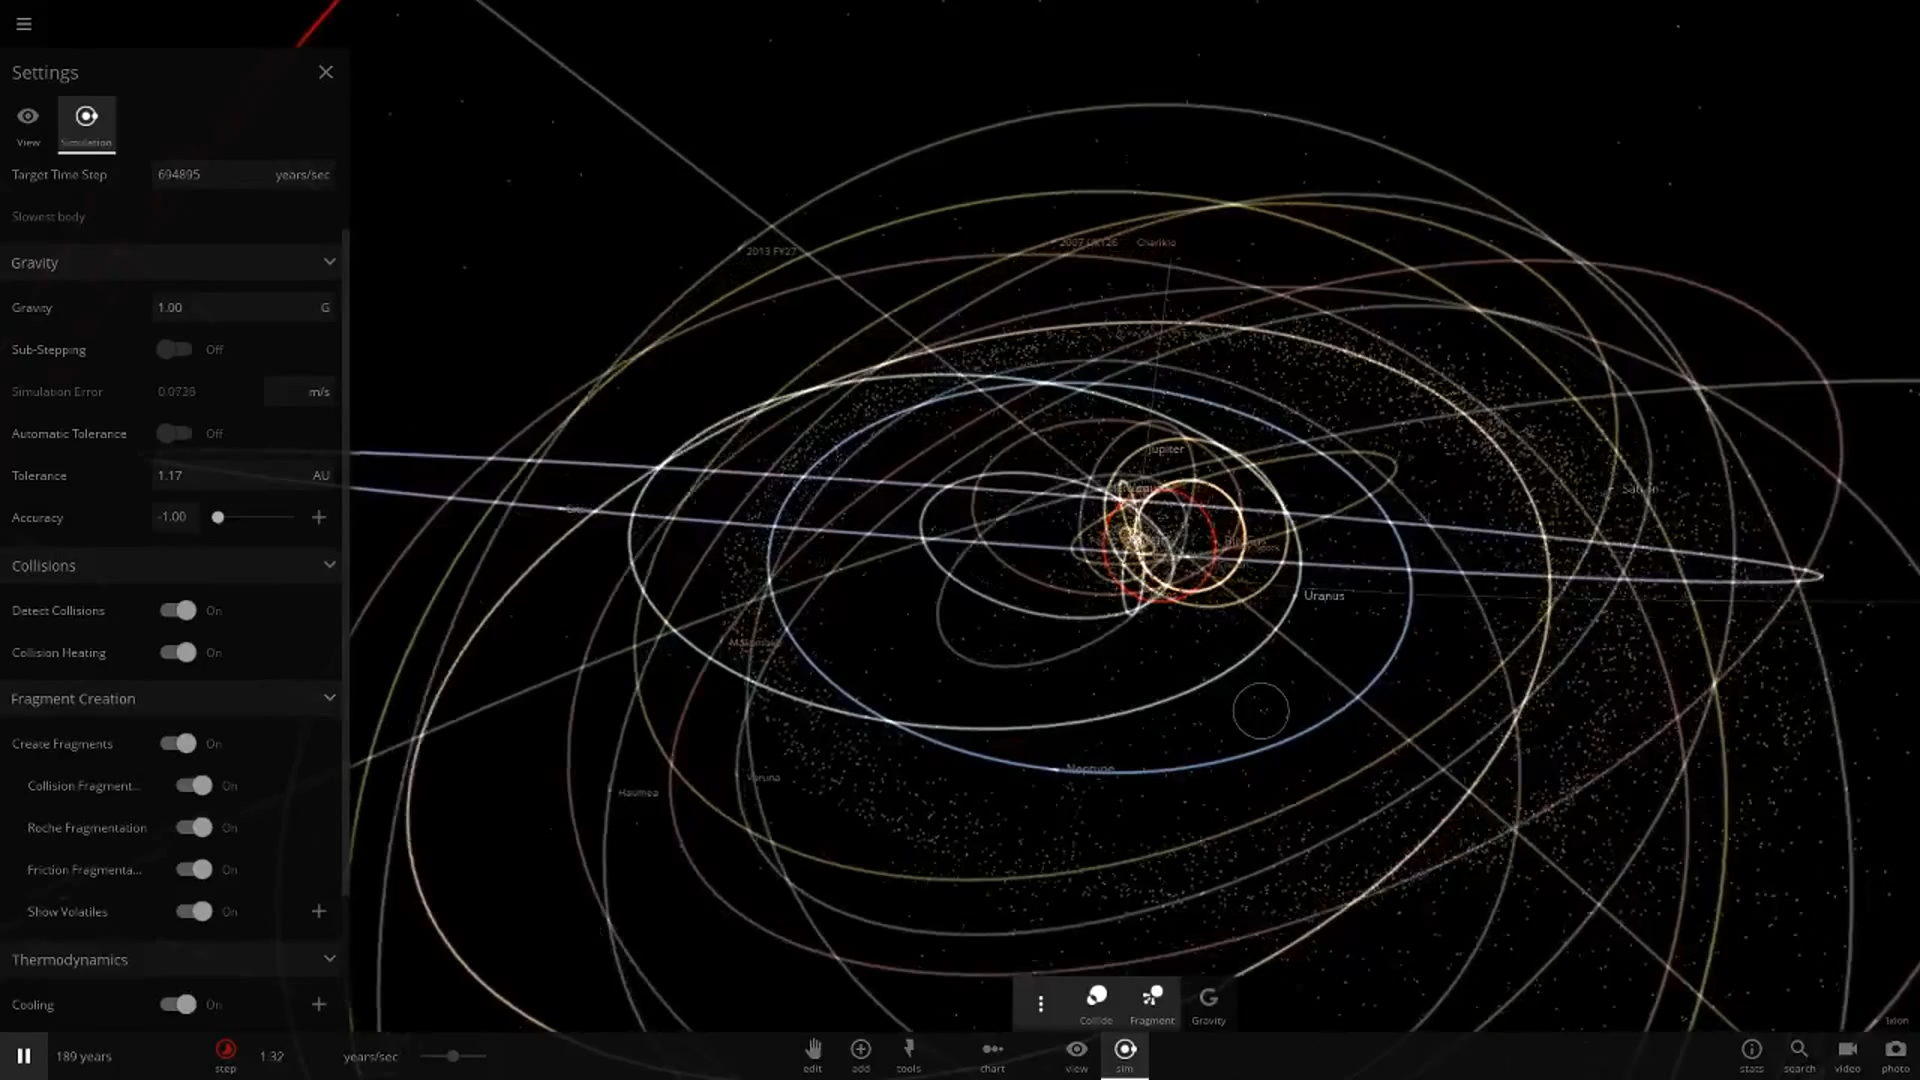 Settings
View
Simulation
Target Time Step 694895 years/sec
Slowest body
Gravity
Gravity 1.00 G
Sub-Stepping Off
Simulation Error 0.0736 m/s
Automatic Tolerance Off
Tolerance 1.17 AU
Accuracy -1.00
Collisions
Detect Collisions On
Collision Heating On
Fragment Creation
Create Fragments On
Collision Fragment... On
Roche Fragmentation On
Friction Fragmenta... On
Show Volatiles On
Thermodynamics
Cooling On
2013 FY27
Chariklo
Jupiter
Saturn
Uranus
Neptune
Varuna
Haumea
Ixion
Collide
Fragment
Gravity
189 years
step
1.32 years/sec
edit
add
tools
chart
view
sim
stats
search
video
photo